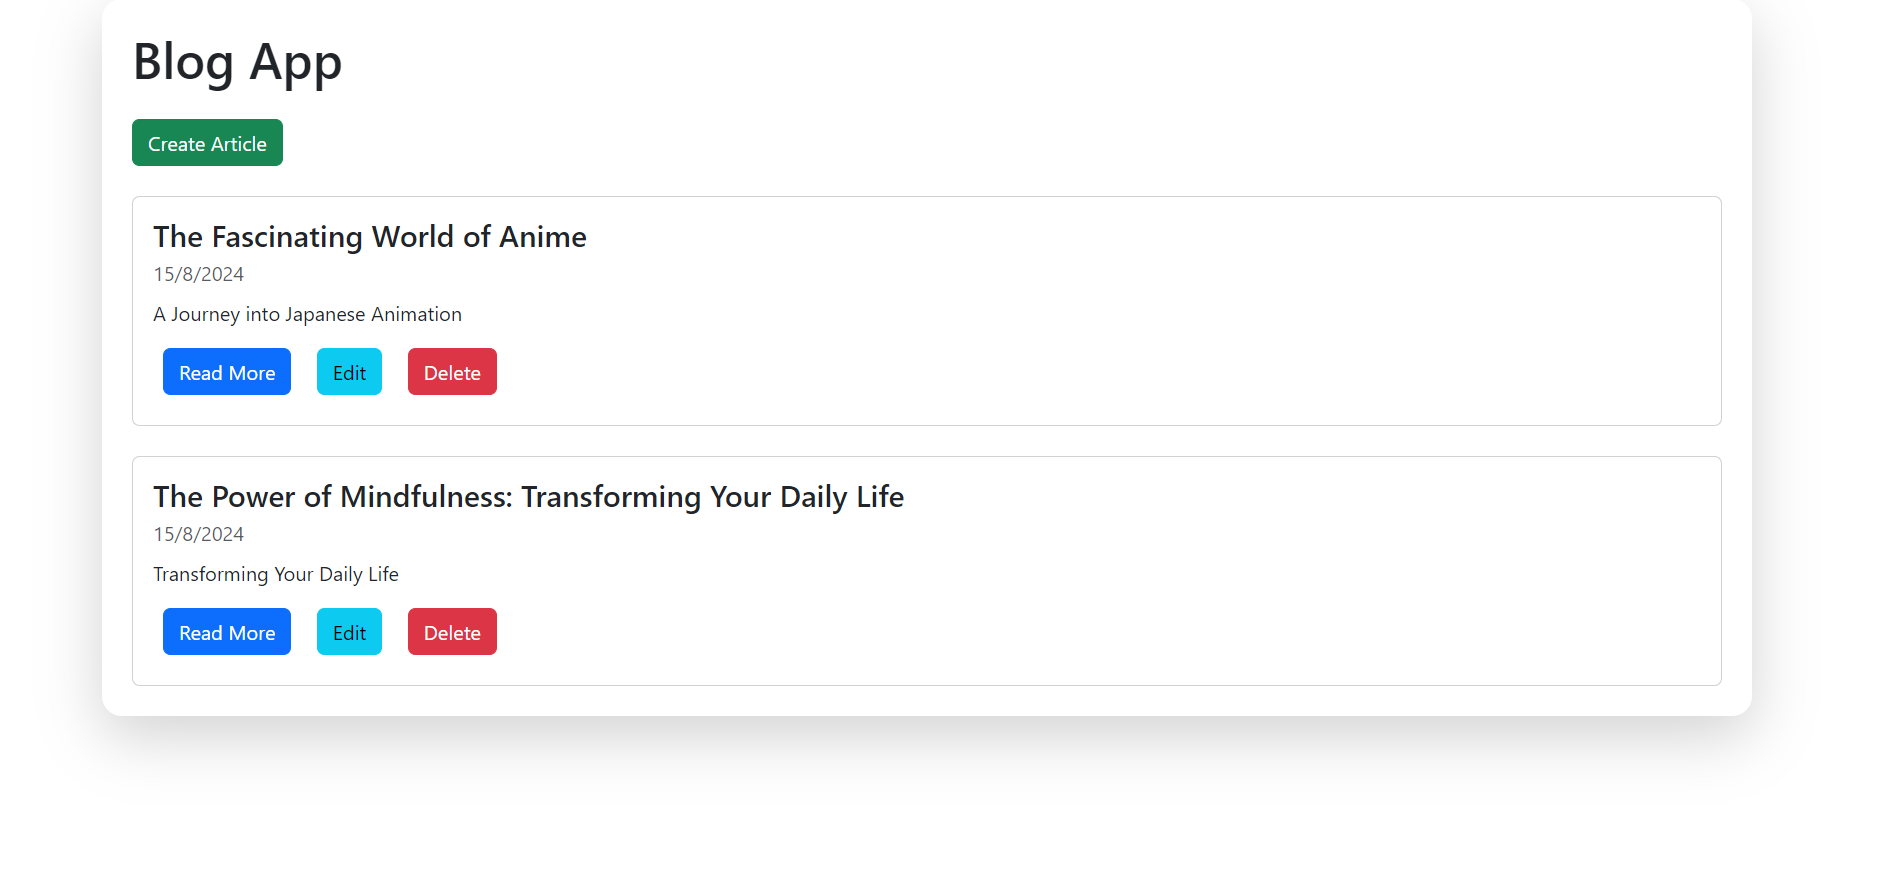 Blog App
Create Article
The Fascinating World of Anime
15/8/2024
A Journey into Japanese Animation
Read More Edit Delete
The Power of Mindfulness: Transforming Your Daily Life
15/8/2024
Transforming Your Daily Life
Read More Edit Delete